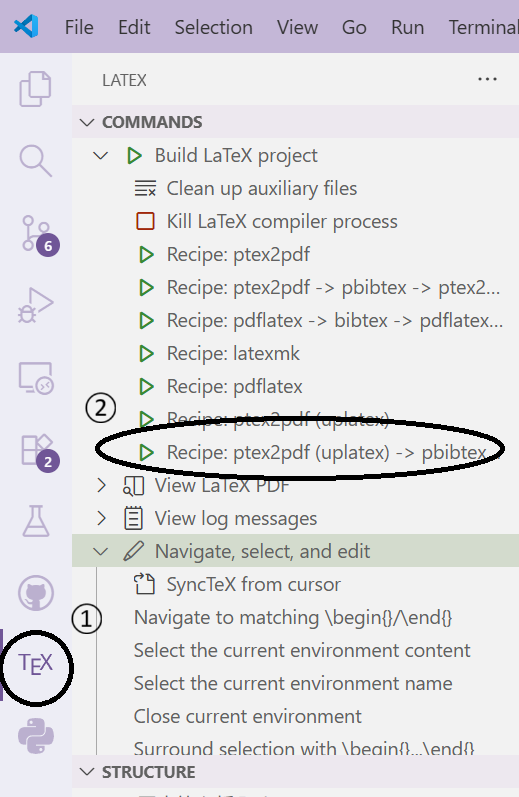 File Edit Selection View Go Run Terminal
LATEX
COMMANDS
Build LaTeX project
Clean up auxiliary files
Kill LaTeX compiler process
6
Recipe: ptex2pdf
Recipe: ptex2pdf -> pbibtex -> ptex2...
Recipe: pdflatex -> bibtex -> pdflatex...
Recipe: latexmk
Recipe: pdflatex
②
Recipe: ptex2pdf (uplatex)
Recipe: ptex2pdf (uplatex) -> pbibtex...
2
View LaTeX PDF
View log messages
Navigate, select, and edit
SyncTeX from cursor
①
Navigate to matching \begin{}/\end{}
Select the current environment content
TEX
Select the current environment name
Close current environment
Surround selection with \begin{}...\end{}
STRUCTURE